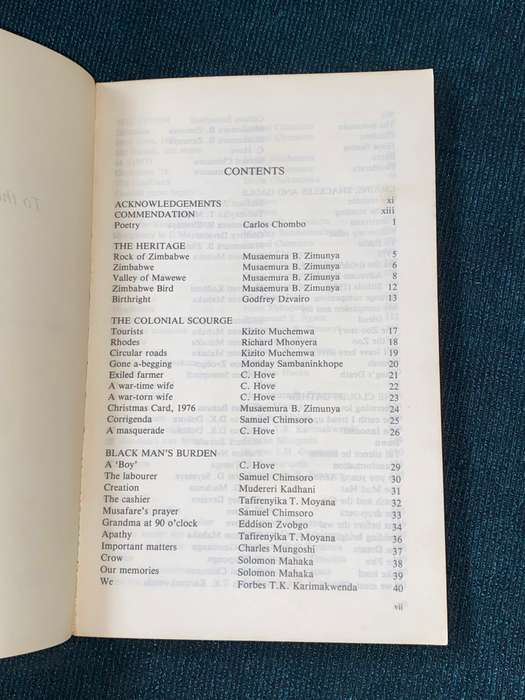 To the
CONTENTS
ACKNOWLEDGEMENTS xi
COMMENDATION xiii
Poetry Carlos Chombo 1
THE HERITAGE
Rock of Zimbabwe Musaemura B. Zimunya 5
Zimbabwe Musaemura B. Zimunya 6
Valley of Mawewe Musaemura B. Zimunya 8
Zimbabwe Bird Musaemura B. Zimunya 12
Birthright Godfrey Dzvairo 13
THE COLONIAL SCOURGE
Tourists Kizito Muchemwa 17
Rhodes Richard Mhonyera 18
Circular roads Kizito Muchemwa 19
Gone a-begging Monday Sambaninkhope 20
Exiled farmer C. Hove 21
A war-time wife C. Hove 22
A war-torn wife C. Hove 23
Christmas Card, 1976 Musaemura B. Zimunya 24
Corrigenda Samuel Chimsoro 25
A masquerade C. Hove 26
BLACK MAN'S BURDEN
A 'Boy' C. Hove 29
The labourer Samuel Chimsoro 30
Creation Mudereri Kadhani 31
The cashier Tafirenyika T. Moyana 32
Musafare's prayer Samuel Chimsoro 33
Grandma at 90 o'clock Eddison Zvobgo 34
Apathy Tafirenyika T. Moyana 36
Important matters Charles Mungoshi 37
Crow Solomon Mahaka 38
Our memories Solomon Mahaka 39
We Forbes T.K. Karimakwenda 40
vii